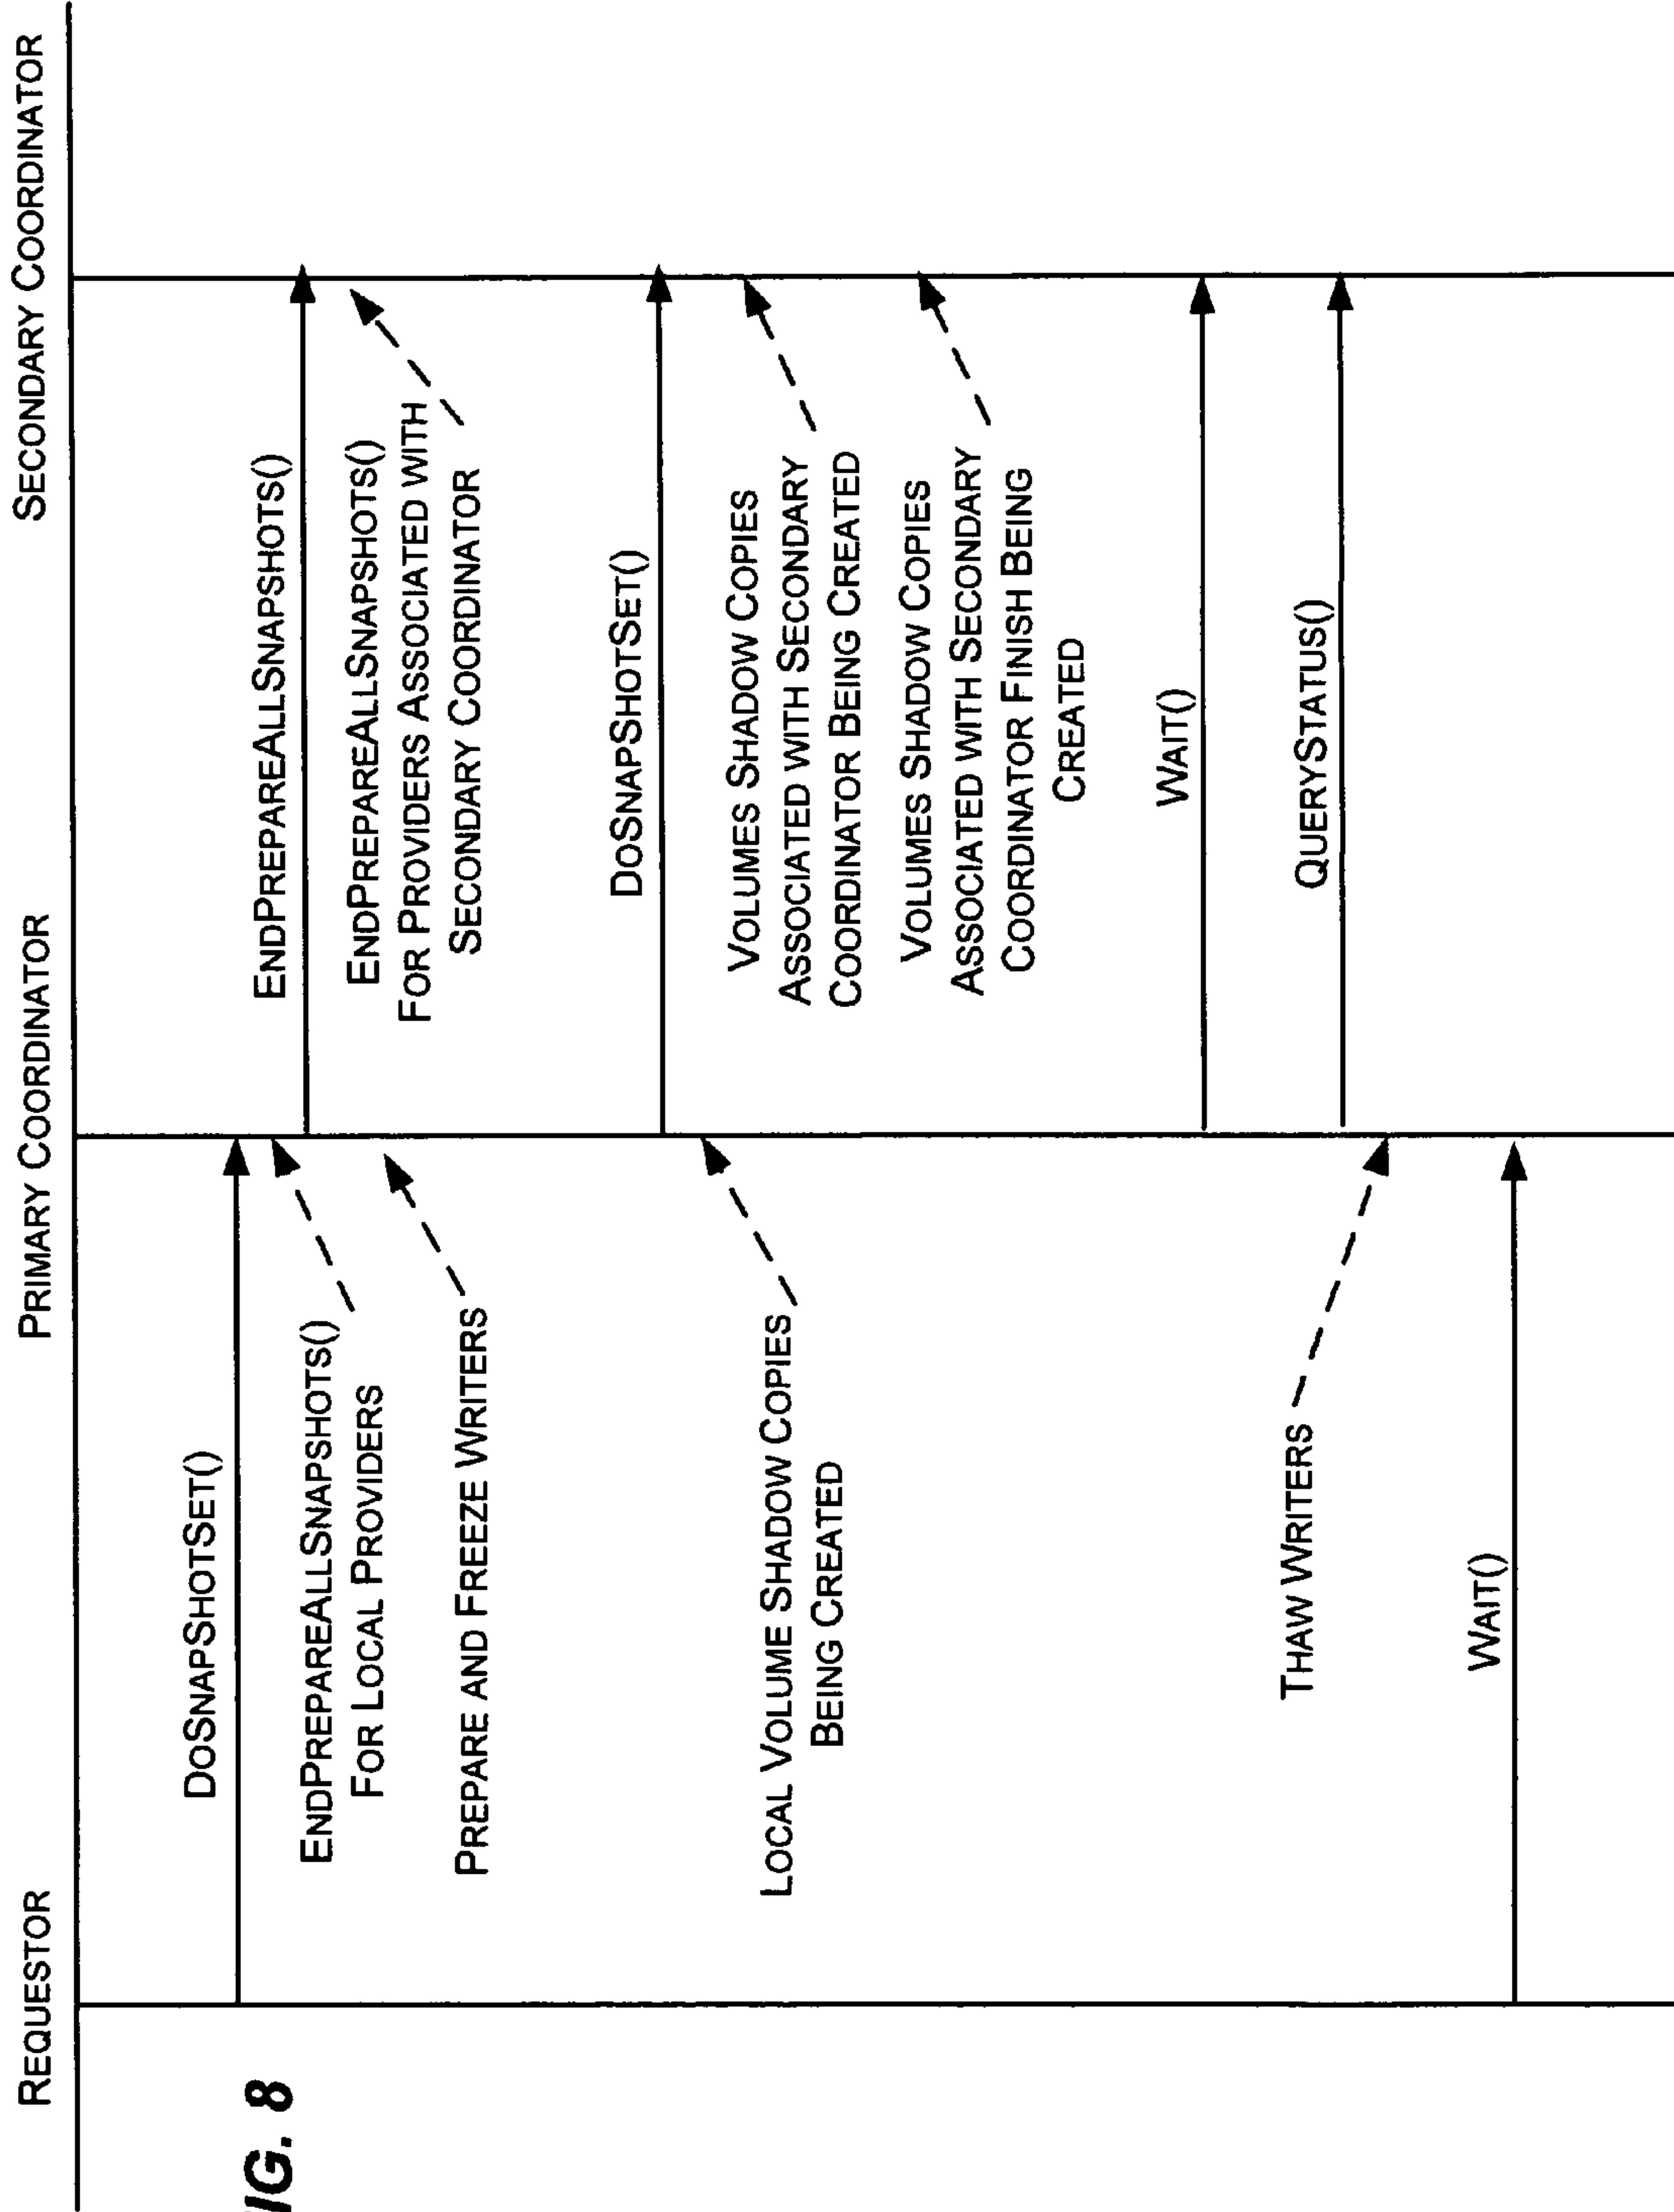 REQUESTOR
PRIMARY COORDINATOR
SECONDARY COORDINATOR
DOSNAPSHOTSET()
ENDPREPAREALLSNAPSHOTS()
FOR LOCAL PROVIDERS
ENDPREPAREALLSNAPSHOTS()
ENDPREPAREALLSNAPSHOTS()
FOR PROVIDERS ASSOCIATED WITH
SECONDARY COORDINATOR
PREPARE AND FREEZE WRITERS
DOSNAPSHOTSET()
LOCAL VOLUME SHADOW COPIES
BEING CREATED
VOLUMES SHADOW COPIES
ASSOCIATED WITH SECONDARY
COORDINATOR BEING CREATED
VOLUMES SHADOW COPIES
ASSOCIATED WITH SECONDARY
COORDINATOR FINISH BEING
CREATED
WAIT()
QUERYSTATUS()
THAW WRITERS
WAIT()
IG. 8